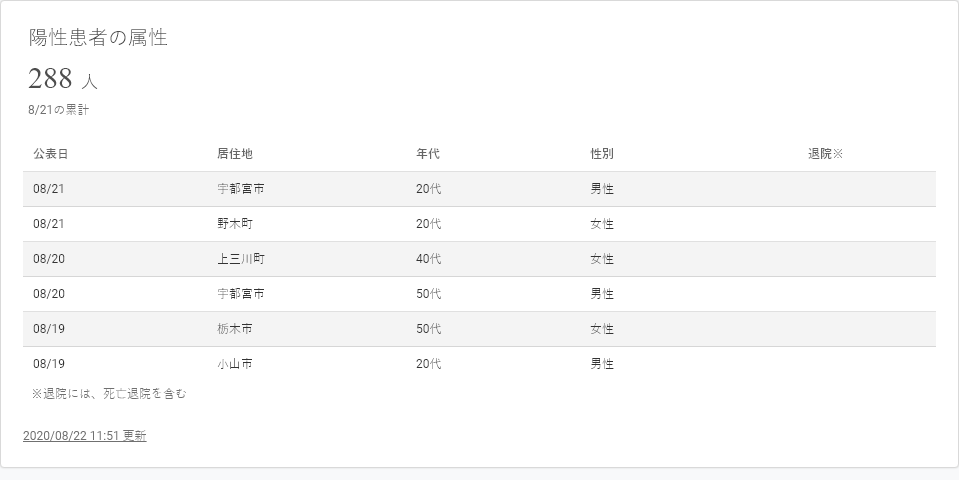 陽性患者の属性
288 人
8/21の累計
公表日 居住地 年代 性別 退院※
08/21 宇都宮市 20代 男性
08/21 野木町 20代 女性
08/20 上三川町 40代 女性
08/20 宇都宮市 50代 男性
08/19 栃木市 50代 女性
08/19 小山市 20代 男性
※退院には、死亡退院を含む
2020/08/22 11:51 更新